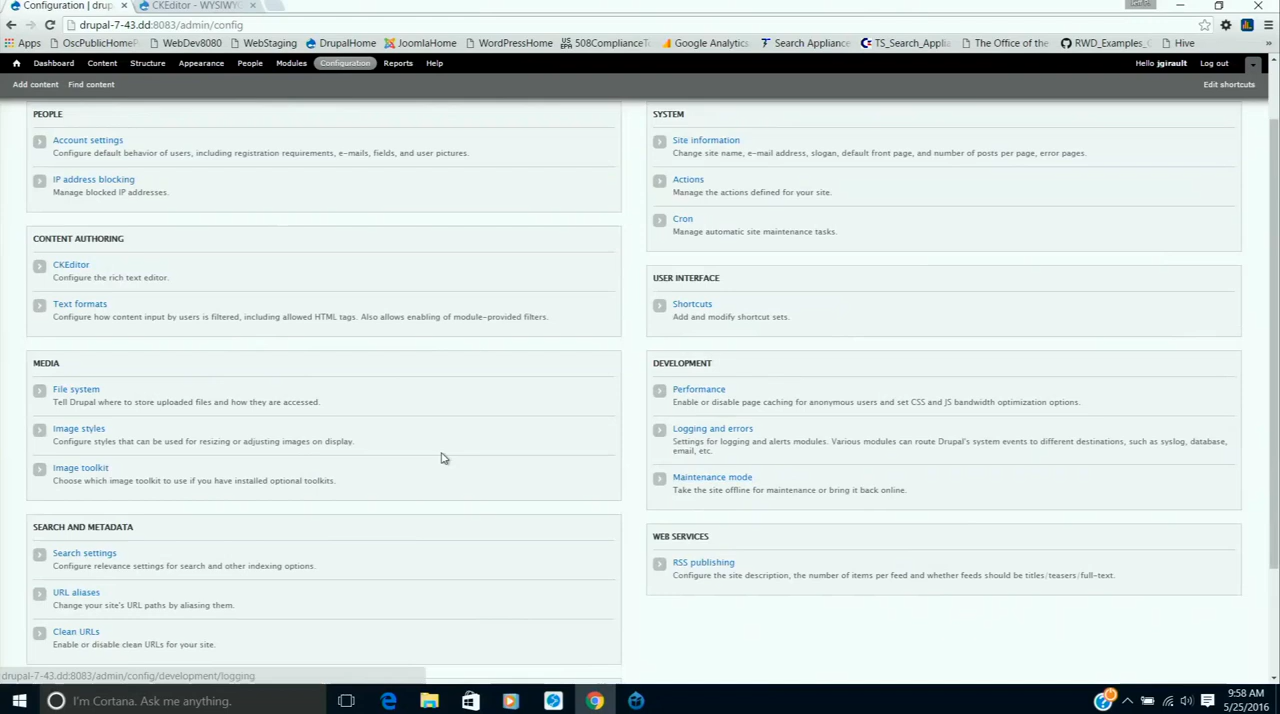 Configuration | drup
CKEditor - WYSIWYG
drupal-7-43.dd:8083/admin/config
Apps
OscPublicHomeP
WebDev8080
WebStaging
DrupalHome
JoomlaHome
WordPressHome
508ComplianceTo
Google Analytics
Search Appliance
TS_Search_Applia
The Office of the
RWD_Examples_G
Hive
»
Dashboard
Content
Structure
Appearance
People
Modules
Configuration
Reports
Help
Hello jgirault
Log out
Add content
Find content
Edit shortcuts
PEOPLE
Account settings
Configure default behavior of users, including registration requirements, e-mails, fields, and user pictures.
IP address blocking
Manage blocked IP addresses.
CONTENT AUTHORING
CKEditor
Configure the rich text editor.
Text formats
Configure how content input by users is filtered, including allowed HTML tags. Also allows enabling of module-provided filters.
MEDIA
File system
Tell Drupal where to store uploaded files and how they are accessed.
Image styles
Configure styles that can be used for resizing or adjusting images on display.
Image toolkit
Choose which image toolkit to use if you have installed optional toolkits.
SEARCH AND METADATA
Search settings
Configure relevance settings for search and other indexing options.
URL aliases
Change your site's URL paths by aliasing them.
Clean URLs
Enable or disable clean URLs for your site.
SYSTEM
Site information
Change site name, e-mail address, slogan, default front page, and number of posts per page, error pages.
Actions
Manage the actions defined for your site.
Cron
Manage automatic site maintenance tasks.
USER INTERFACE
Shortcuts
Add and modify shortcut sets.
DEVELOPMENT
Performance
Enable or disable page caching for anonymous users and set CSS and JS bandwidth optimization options.
Logging and errors
Settings for logging and alerts modules. Various modules can route Drupal's system events to different destinations, such as syslog, database,
email, etc.
Maintenance mode
Take the site offline for maintenance or bring it back online.
WEB SERVICES
RSS publishing
Configure the site description, the number of items per feed and whether feeds should be titles/teasers/full-text.
drupal-7-43.dd:8083/admin/config/development/logging
I'm Cortana. Ask me anything.
9:58 AM
5/25/2016